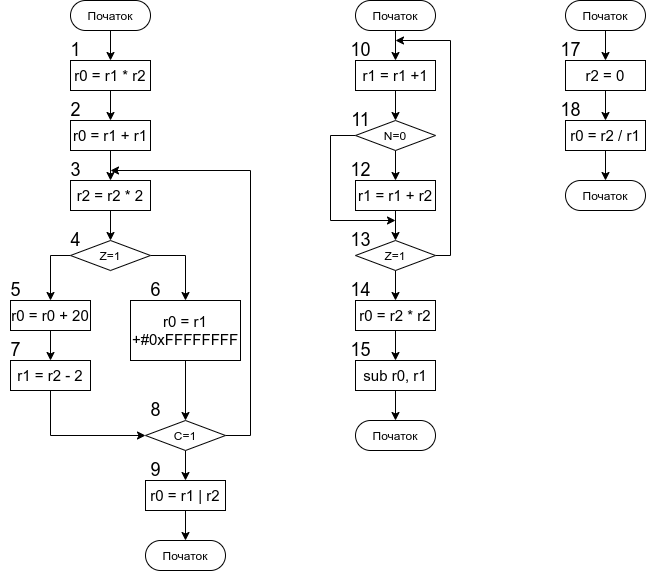 Початок
1
r0 = r1 * r2
2
r0 = r1 + r1
3
r2 = r2 * 2
4
Z=1
5
r0 = r0 + 20
6
r0 = r1
+#0xFFFFFFFF
7
r1 = r2 - 2
8
C=1
9
r0 = r1 | r2
Початок
Початок
10
r1 = r1 +1
11
N=0
12
r1 = r1 + r2
13
Z=1
14
r0 = r2 * r2
15
sub r0, r1
Початок
Початок
17
r2 = 0
18
r0 = r2 / r1
Початок